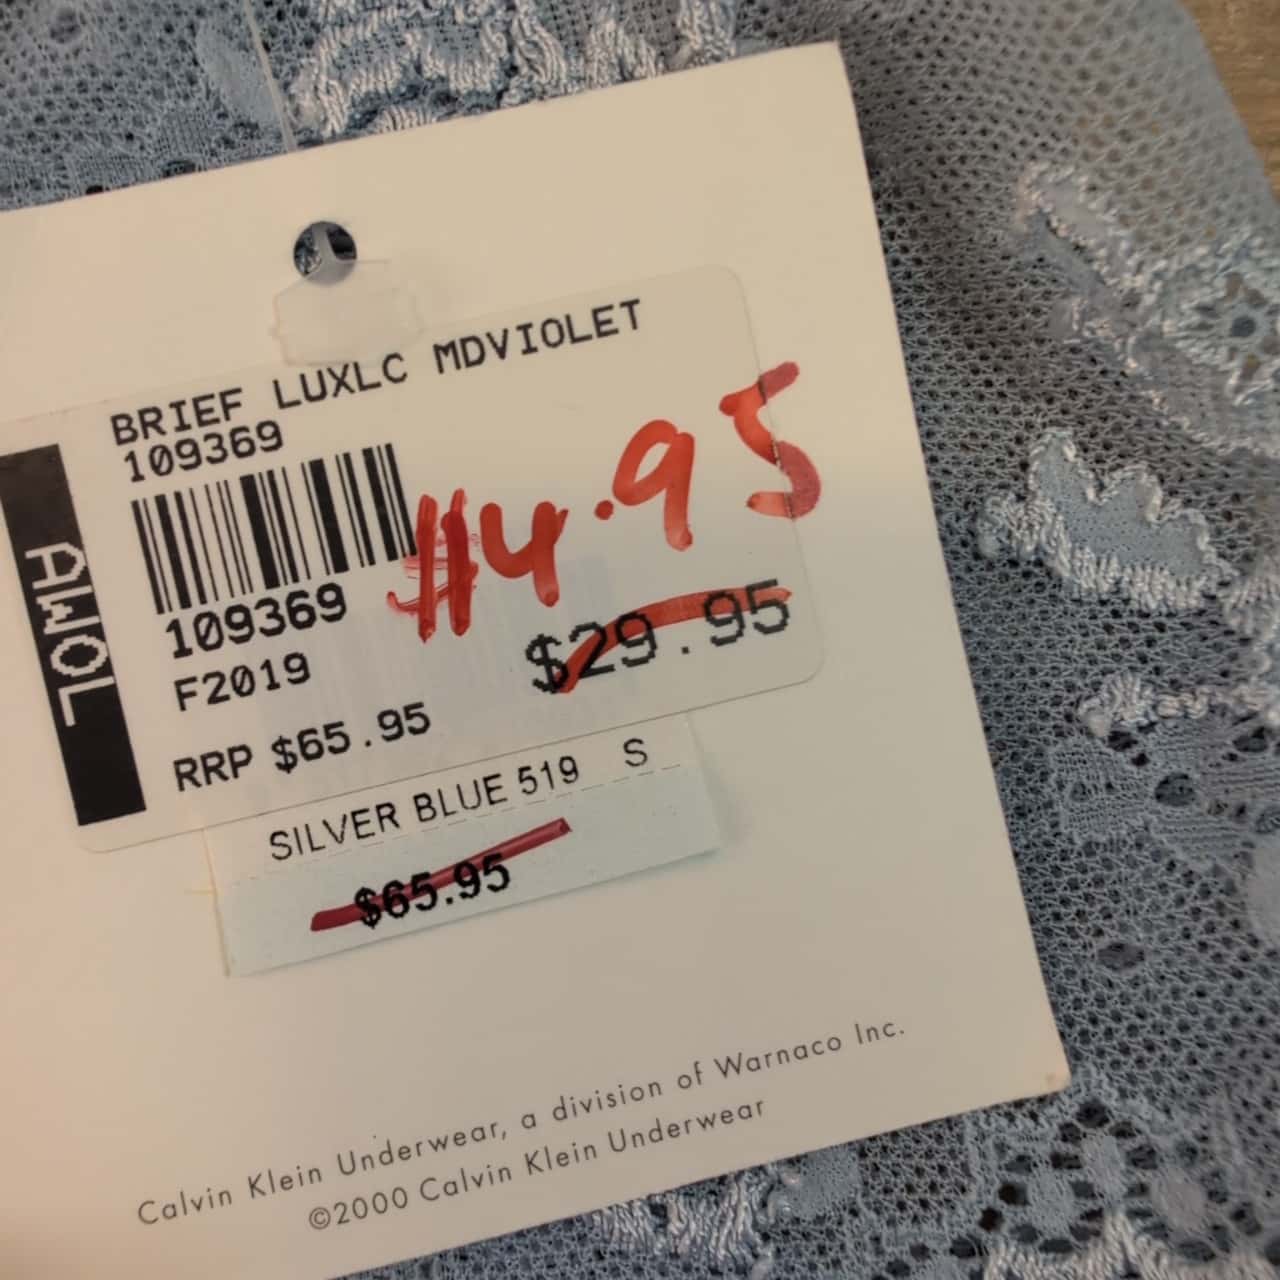 BRIEF LUXLC MDVIOLET
109369
AWOL
$4.95
109369
F2019
$29.95
RRP $65.95
SILVER BLUE 519 S
$65.95
Calvin Klein Underwear, a division of Warnaco Inc.
©2000 Calvin Klein Underwear